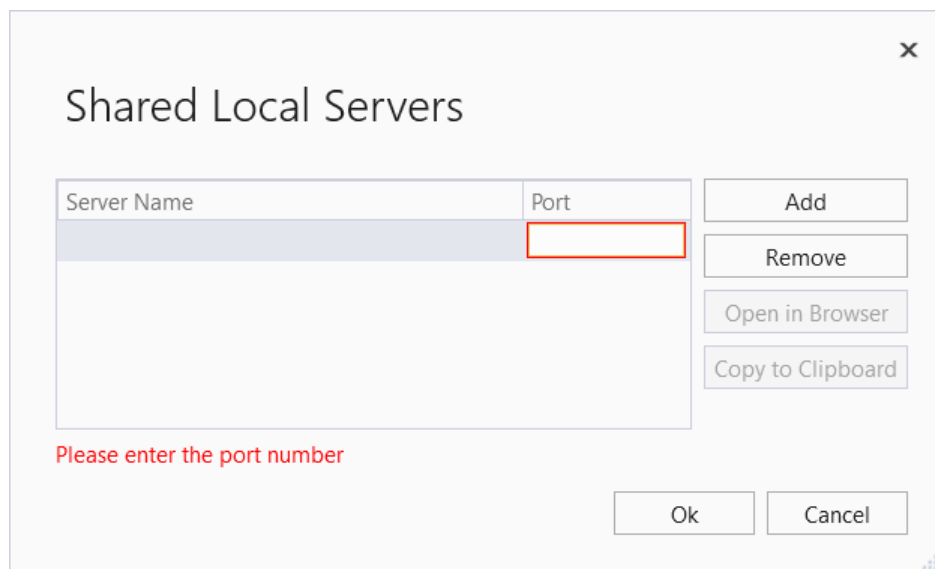 Shared Local Servers
Server Name Port
Add
Remove
Open in Browser
Copy to Clipboard
Please enter the port number
Ok Cancel